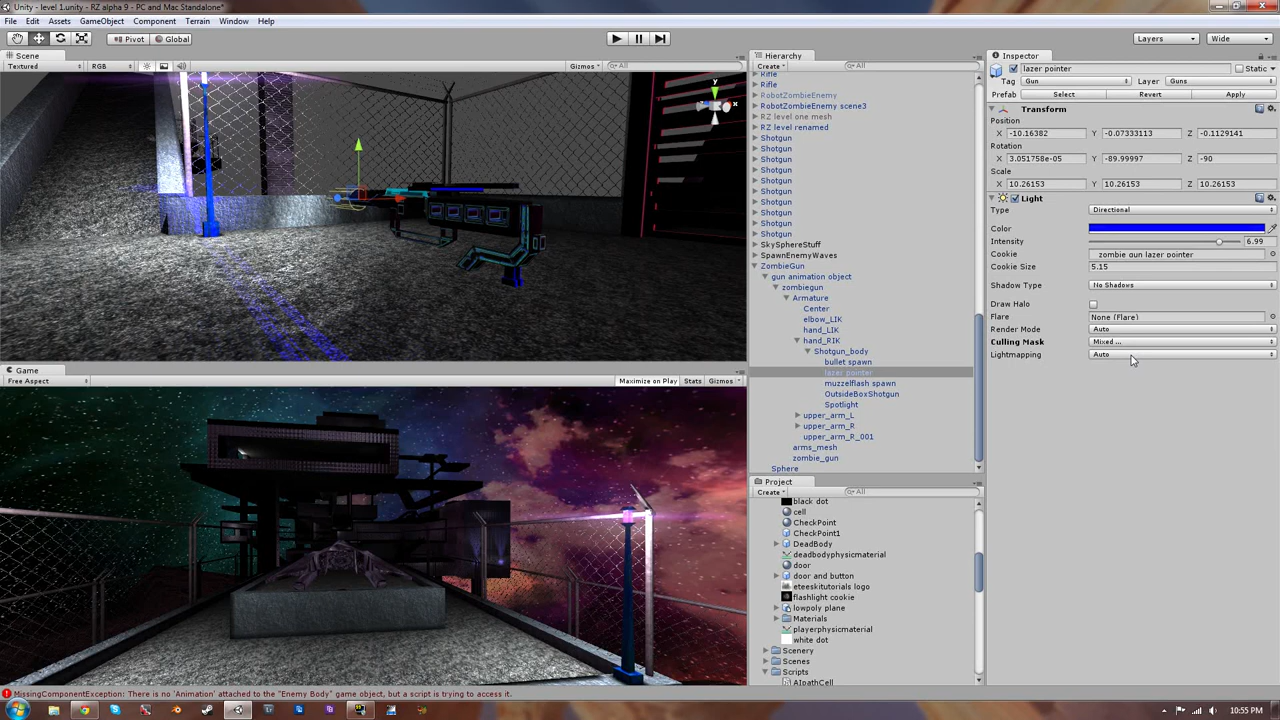 Unity - level 1.unity - RZ alpha 9 - PC and Mac Standalone*
File Edit Assets GameObject Component Terrain Window Help
Pivot Global Layers Wide
Scene
Textured RGB Gizmos All
y
x
Game
Free Aspect Maximize on Play Stats Gizmos
Hierarchy
Create All
Rifle
Rifle
RobotZombieEnemy
RobotZombieEnemy scene3
RZ level one mesh
RZ level renamed
Shotgun
Shotgun
Shotgun
Shotgun
Shotgun
Shotgun
Shotgun
Shotgun
Shotgun
Shotgun
SkySphereStuff
SpawnEnemyWaves
ZombieGun
gun animation object
zombiegun
Armature
Center
elbow_LIK
hand_LIK
hand_RIK
Shotgun_body
bullet spawn
lazer pointer
muzzelflash spawn
OutsideBoxShotgun
Spotlight
upper_arm_L
upper_arm_R
upper_arm_R_001
arms_mesh
zombie_gun
Sphere
Project
Create All
black dot
cell
CheckPoint
CheckPoint1
DeadBody
deadbodyphysicmaterial
door
door and button
eteeskitutorials logo
flashlight cookie
lowpoly plane
Materials
playerphysicmaterial
white dot
Scenery
Scenes
Scripts
AIpathCell
Inspector
lazer pointer Static
Tag Gun Layer Guns
Prefab Select Revert Apply
Transform
Position
X -10.16382 Y -0.07333113 Z -0.1129141
Rotation
X 3.051758e-05 Y -89.99997 Z -90
Scale
X 10.26153 Y 10.26153 Z 10.26153
Light
Type Directional
Color
Intensity 6.99
Cookie zombie gun lazer pointer
Cookie Size 5.15
Shadow Type No Shadows
Draw Halo
Flare None (Flare)
Render Mode Auto
Culling Mask Mixed ...
Lightmapping Auto
MissingComponentException: There is no 'Animation' attached to the "Enemy Body" game object, but a script is trying to access it.
10:55 PM